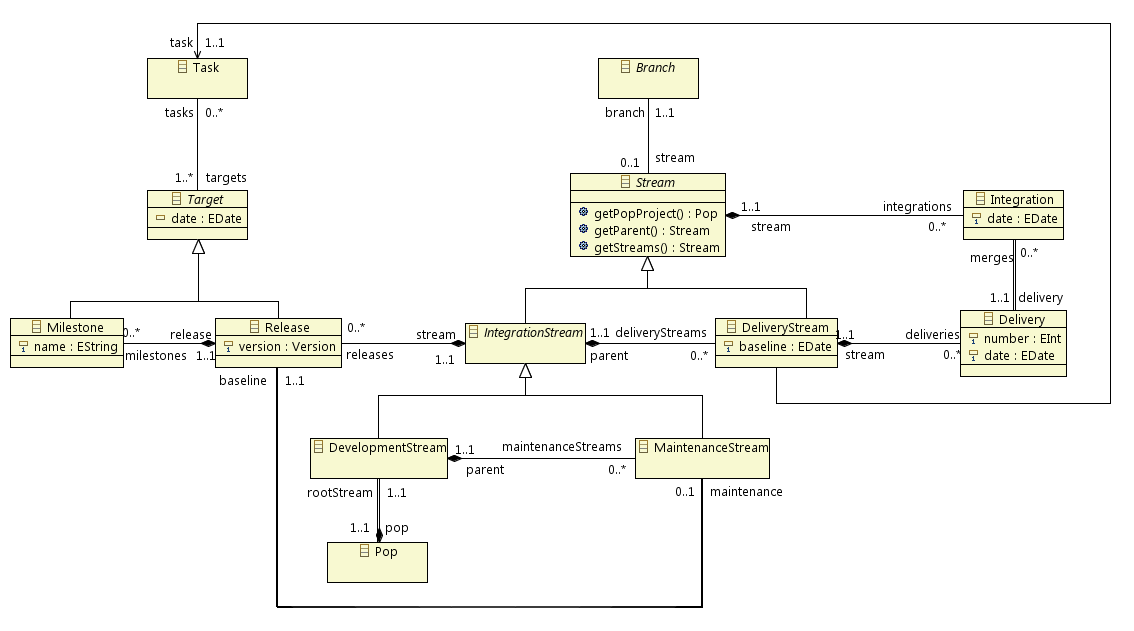 task 1..1
Task
tasks 0..*
1..* targets
Target
date : EDate
Branch
branch 1..1
0..1 stream
Stream
getPopProject() : Pop
getParent() : Stream
getStreams() : Stream
1..1 integrations
stream 0..*
Integration
date : EDate
merges 0..*
1..1 delivery
Milestone
name : EString
0..* release
milestones 1..1
Release
version : Version
0..* stream
releases 1..1
IntegrationStream
1..1 deliveryStreams
parent 0..*
DeliveryStream
baseline : EDate
1..1 deliveries
stream 0..*
Delivery
number : EInt
date : EDate
baseline 1..1
DevelopmentStream
1..1 maintenanceStreams
parent 0..*
MaintenanceStream
rootStream 1..1
0..1 maintenance
1..1 pop
Pop